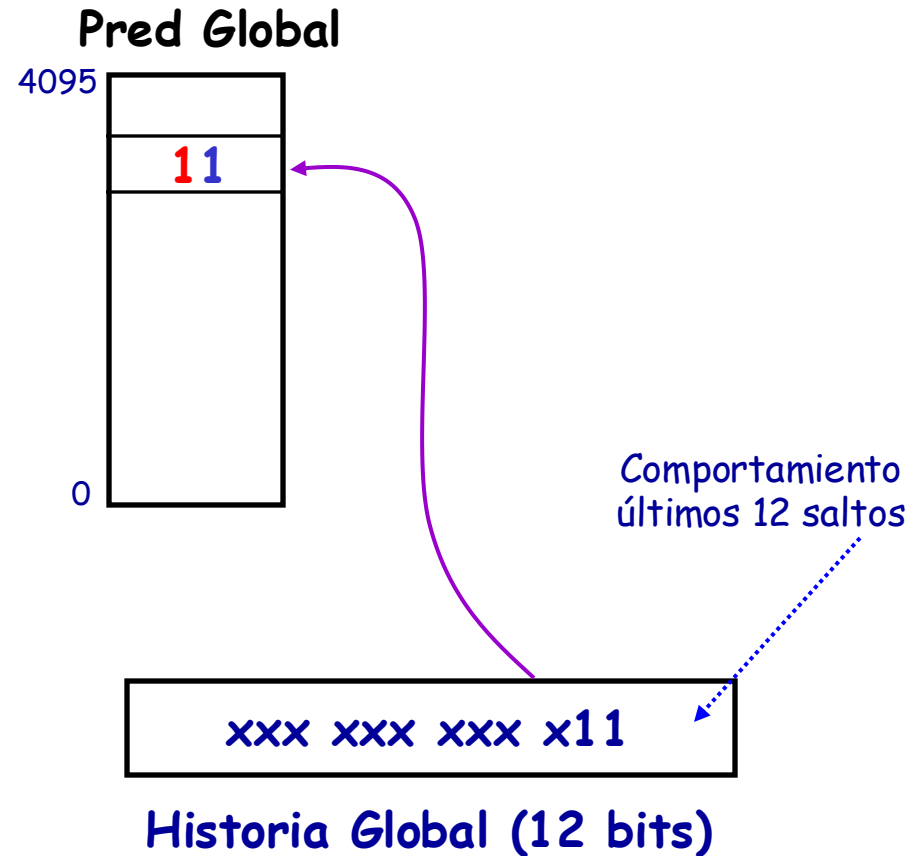 Pred Global
4095
11
0
Comportamiento
últimos 12 saltos
xxx xxx xxx x11
Historia Global (12 bits)